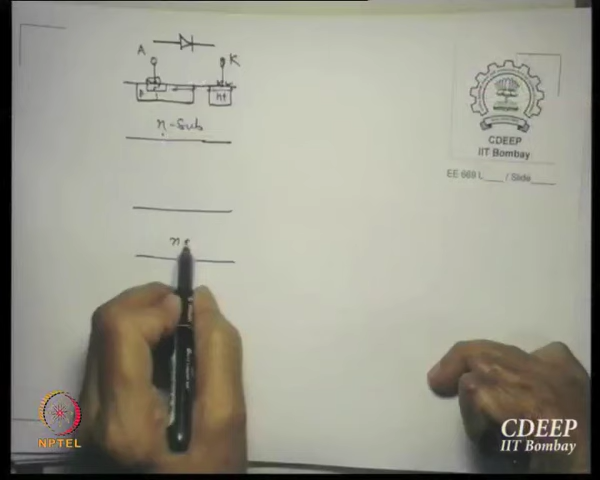 A K
p n+
n-Sub
n
CDEEP
IIT Bombay
EE 669 L____ / Slide____
NPTEL
CDEEP
IIT Bombay